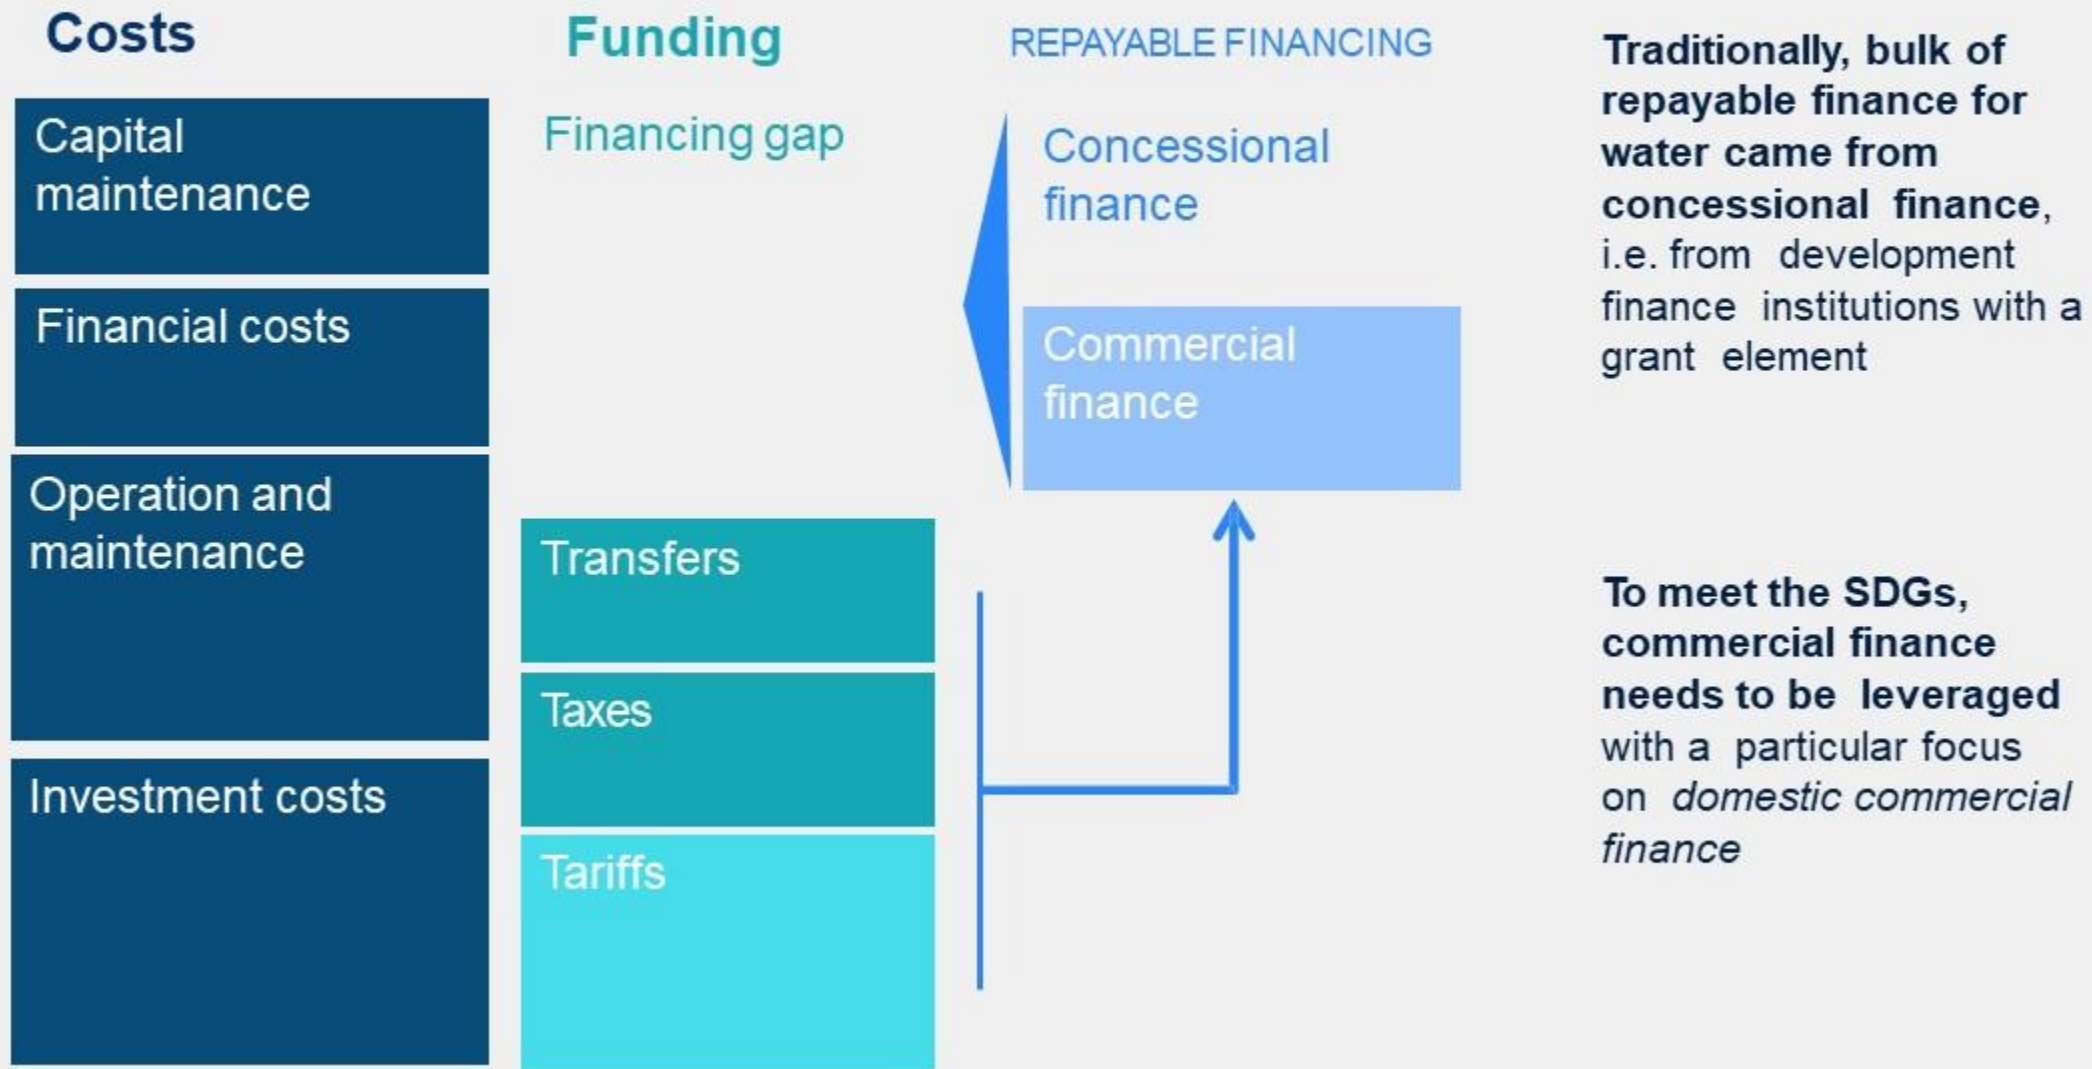 Costs
Capital
maintenance
Financial costs
Operation and
maintenance
Investment costs
Funding
Financing gap
Transfers
Taxes
Tariffs
REPAYABLE FINANCING
Concessional
finance
Commercial
finance
Traditionally, bulk of
repayable finance for
water came from
concessional finance,
i.e. from development
finance institutions with a
grant element
To meet the SDGs,
commercial finance
needs to be leveraged
with a particular focus
on domestic commercial
finance